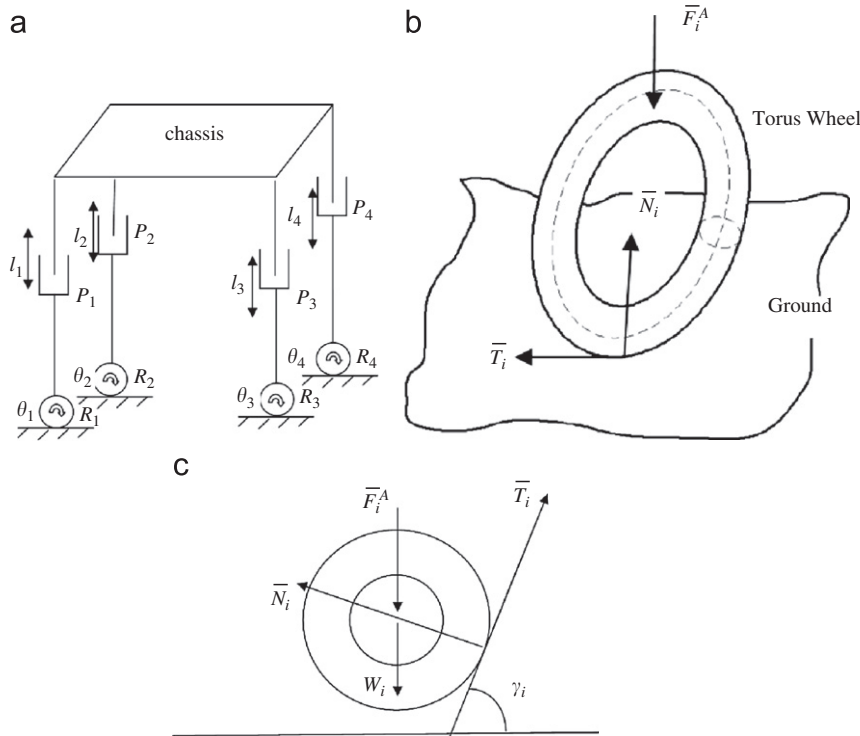 a
chassis
l₁
P₁
l₂
P₂
l₃
P₃
l₄
P₄
θ₁
R₁
θ₂
R₂
θ₃
R₃
θ₄
R₄
b
F̅ᵢᴬ
Torus Wheel
N̅ᵢ
Ground
T̅ᵢ
c
F̅ᵢᴬ
T̅ᵢ
N̅ᵢ
Wᵢ
γᵢ